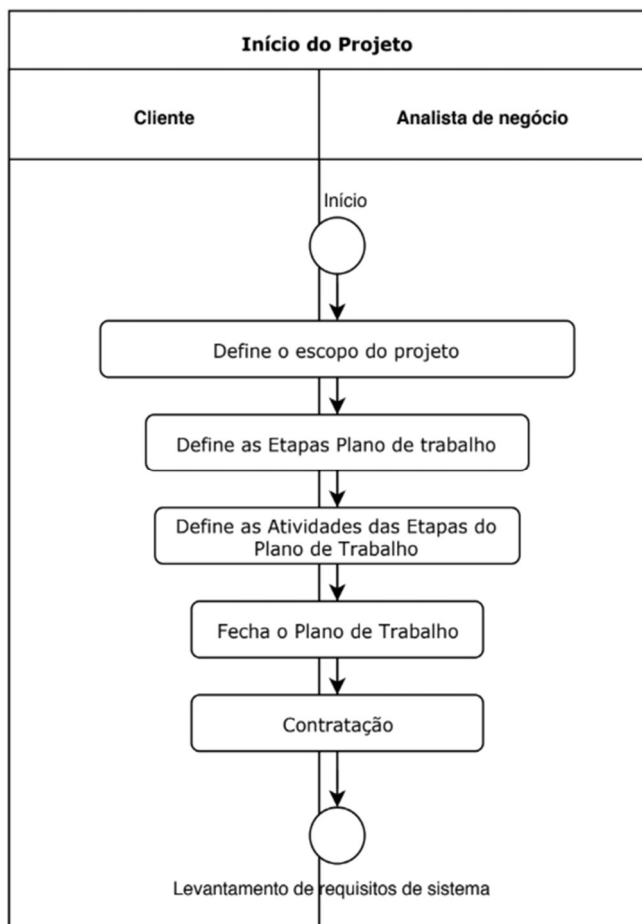 Início do Projeto
Cliente
Analista de negócio
Início
Define o escopo do projeto
Define as Etapas Plano de trabalho
Define as Atividades das Etapas do
Plano de Trabalho
Fecha o Plano de Trabalho
Contratação
Levantamento de requisitos de sistema